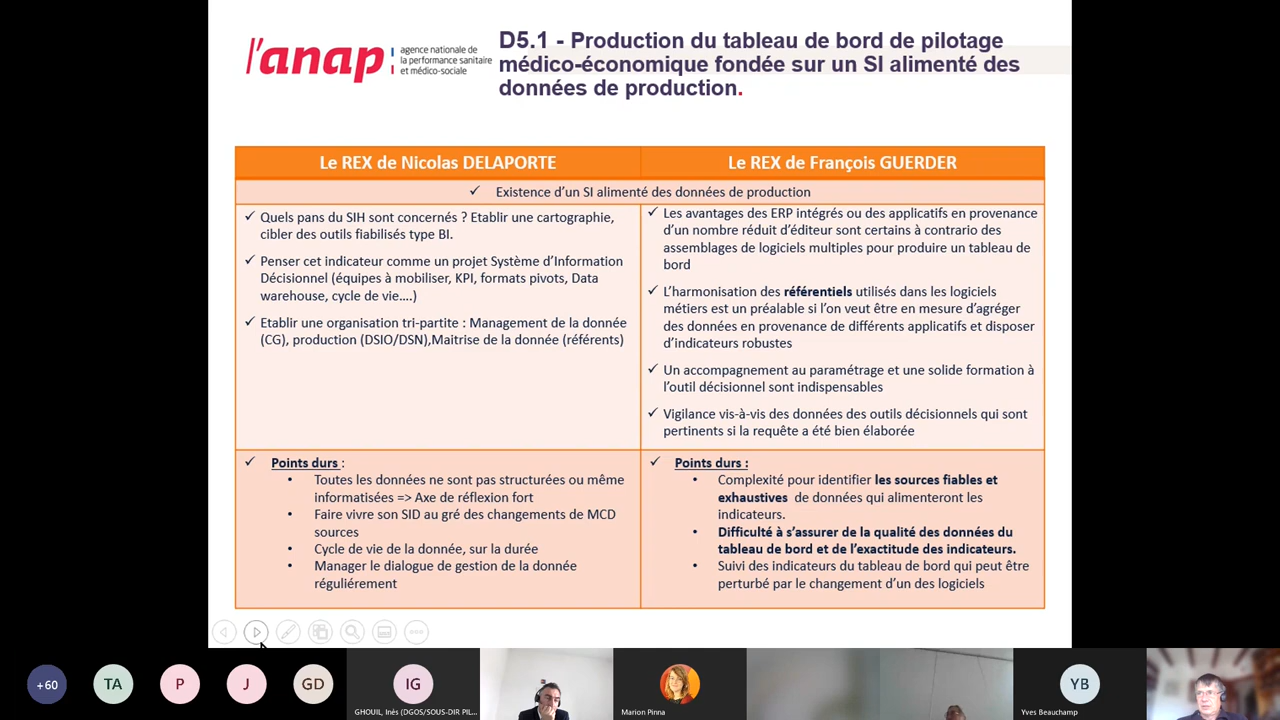 l'anap
agence nationale de
la performance sanitaire
et médico-sociale
D5.1 - Production du tableau de bord de pilotage
médico-économique fondée sur un SI alimenté des
données de production.
Le REX de Nicolas DELAPORTE
Le REX de François GUERDER
✓ Existence d'un SI alimenté des données de production
✓ Quels pans du SIH sont concernés ? Etablir une cartographie,
cibler des outils fiabilisés type BI.
✓ Penser cet indicateur comme un projet Système d'Information
Décisionnel (équipes à mobiliser, KPI, formats pivots, Data
warehouse, cycle de vie....)
✓ Etablir une organisation tri-partite : Management de la donnée
(CG), production (DSIO/DSN),Maitrise de la donnée (référents)
✓ Les avantages des ERP intégrés ou des applicatifs en provenance
d'un nombre réduit d'éditeur sont certains à contrario des
assemblages de logiciels multiples pour produire un tableau de
bord
✓ L'harmonisation des référentiels utilisés dans les logiciels
métiers est un préalable si l'on veut être en mesure d'agréger
des données en provenance de différents applicatifs et disposer
d'indicateurs robustes
✓ Un accompagnement au paramétrage et une solide formation à
l'outil décisionnel sont indispensables
✓ Vigilance vis-à-vis des données des outils décisionnels qui sont
pertinents si la requête a été bien élaborée
✓ Points durs :
• Toutes les données ne sont pas structurées ou même
informatisées => Axe de réflexion fort
• Faire vivre son SID au gré des changements de MCD
sources
• Cycle de vie de la donnée, sur la durée
• Manager le dialogue de gestion de la donnée
réguliérement
✓ Points durs :
• Complexité pour identifier les sources fiables et
exhaustives de données qui alimenteront les
indicateurs.
• Difficulté à s'assurer de la qualité des données du
tableau de bord et de l'exactitude des indicateurs.
• Suivi des indicateurs du tableau de bord qui peut être
perturbé par le changement d'un des logiciels
+60
TA
P
J
GD
IG
YB
GHOUIL, Inès (DGOS/SOUS-DIR PIL...
Marion Pinna
Yves Beauchamp